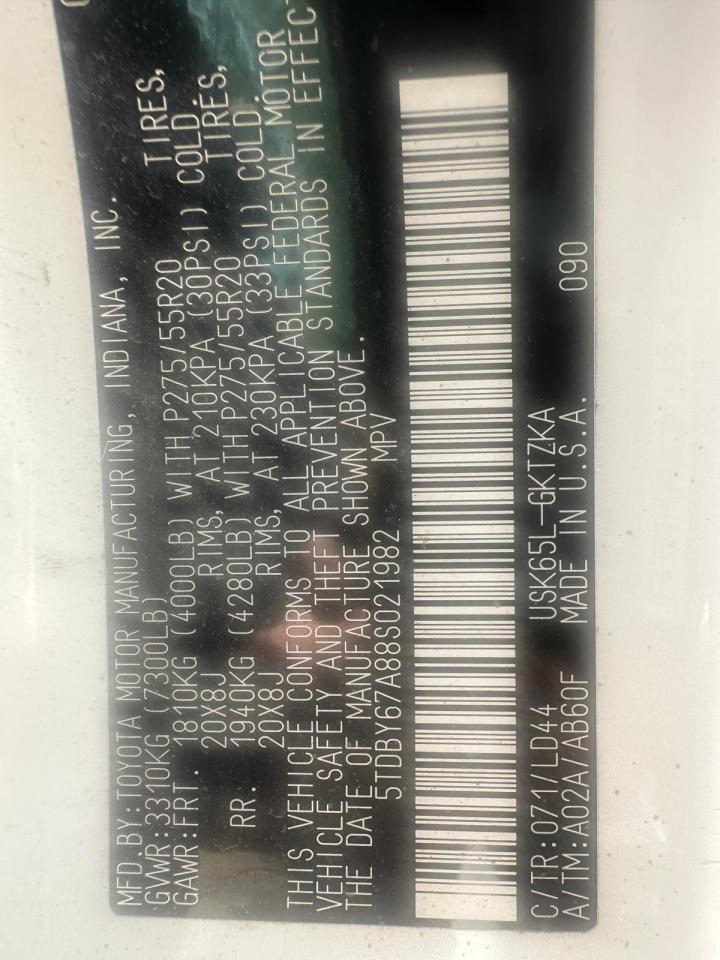 MFD.BY:TOYOTA MOTOR MANUFACTURING, INDIANA, INC.
GVWR:3310KG (7300LB)
GAWR:FRT. 1810KG (4000LB) WITH P275/55R20 TIRES,
20X8J RIMS, AT 210KPA (30PSI) COLD.
RR. 1940KG (4280LB) WITH P275/55R20 TIRES,
20X8J RIMS, AT 230KPA (33PSI) COLD.
THIS VEHICLE CONFORMS TO ALL APPLICABLE FEDERAL MOTOR
VEHICLE SAFETY AND THEFT PREVENTION STANDARDS IN EFFECT
THE DATE OF MANUFACTURE SHOWN ABOVE.
5TDBY67A88S021982 MPV
C/TR:071/LD44 USK65L-GKTZKA
A/TM:A02A/AB60F MADE IN U.S.A. 090